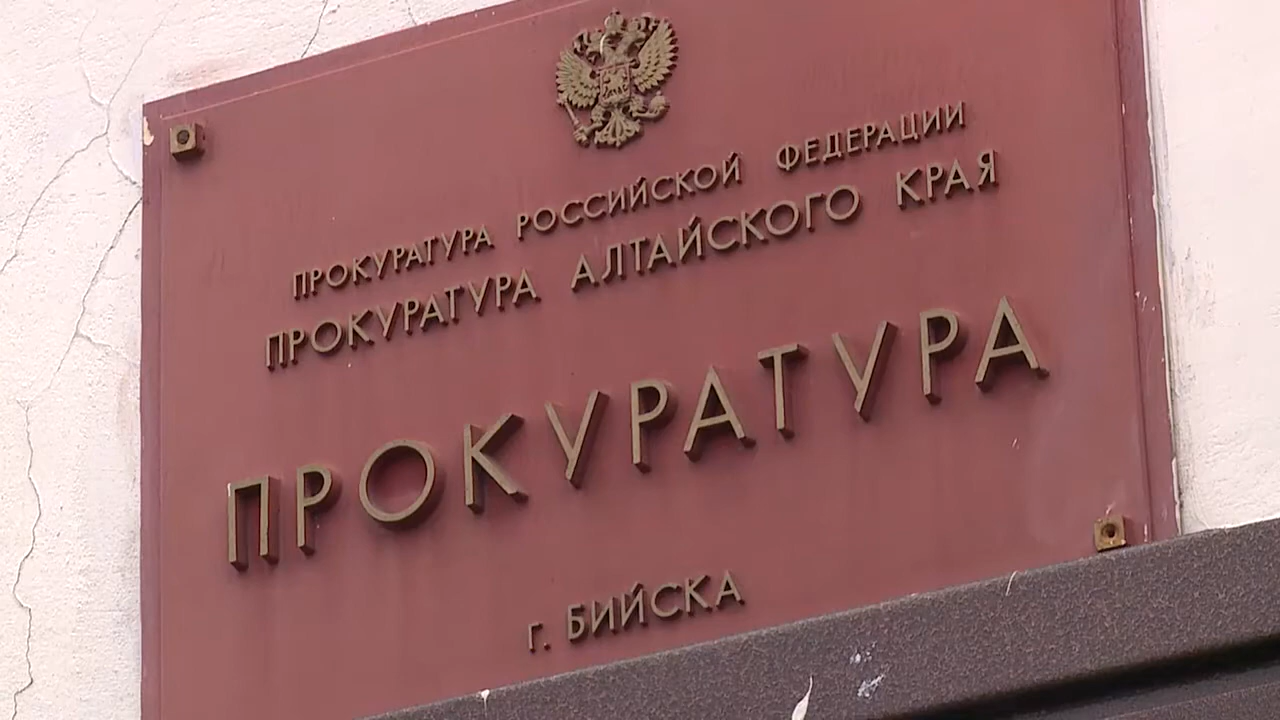 ПРОКУРАТУРА РОССИЙСКОЙ ФЕДЕРАЦИИ
ПРОКУРАТУРА АЛТАЙСКОГО КРАЯ
ПРОКУРАТУРА
г. БИЙСКА